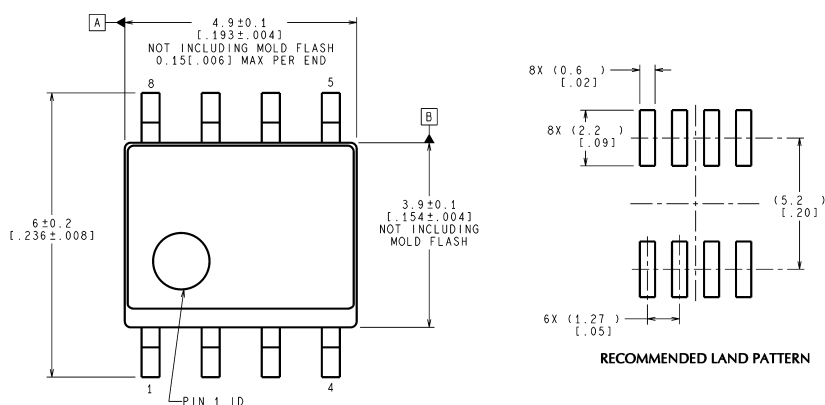 A
4.9±0.1
[.193±.004]
NOT INCLUDING MOLD FLASH
0.15[.006] MAX PER END
8
5
B
6±0.2
[.236±.008]
3.9±0.1
[.154±.004]
NOT INCLUDING
MOLD FLASH
1
4
PIN 1 ID
8X (0.6 )
[.02]
8X (2.2 )
[.09]
(5.2 )
[.20]
6X (1.27 )
[.05]
RECOMMENDED LAND PATTERN